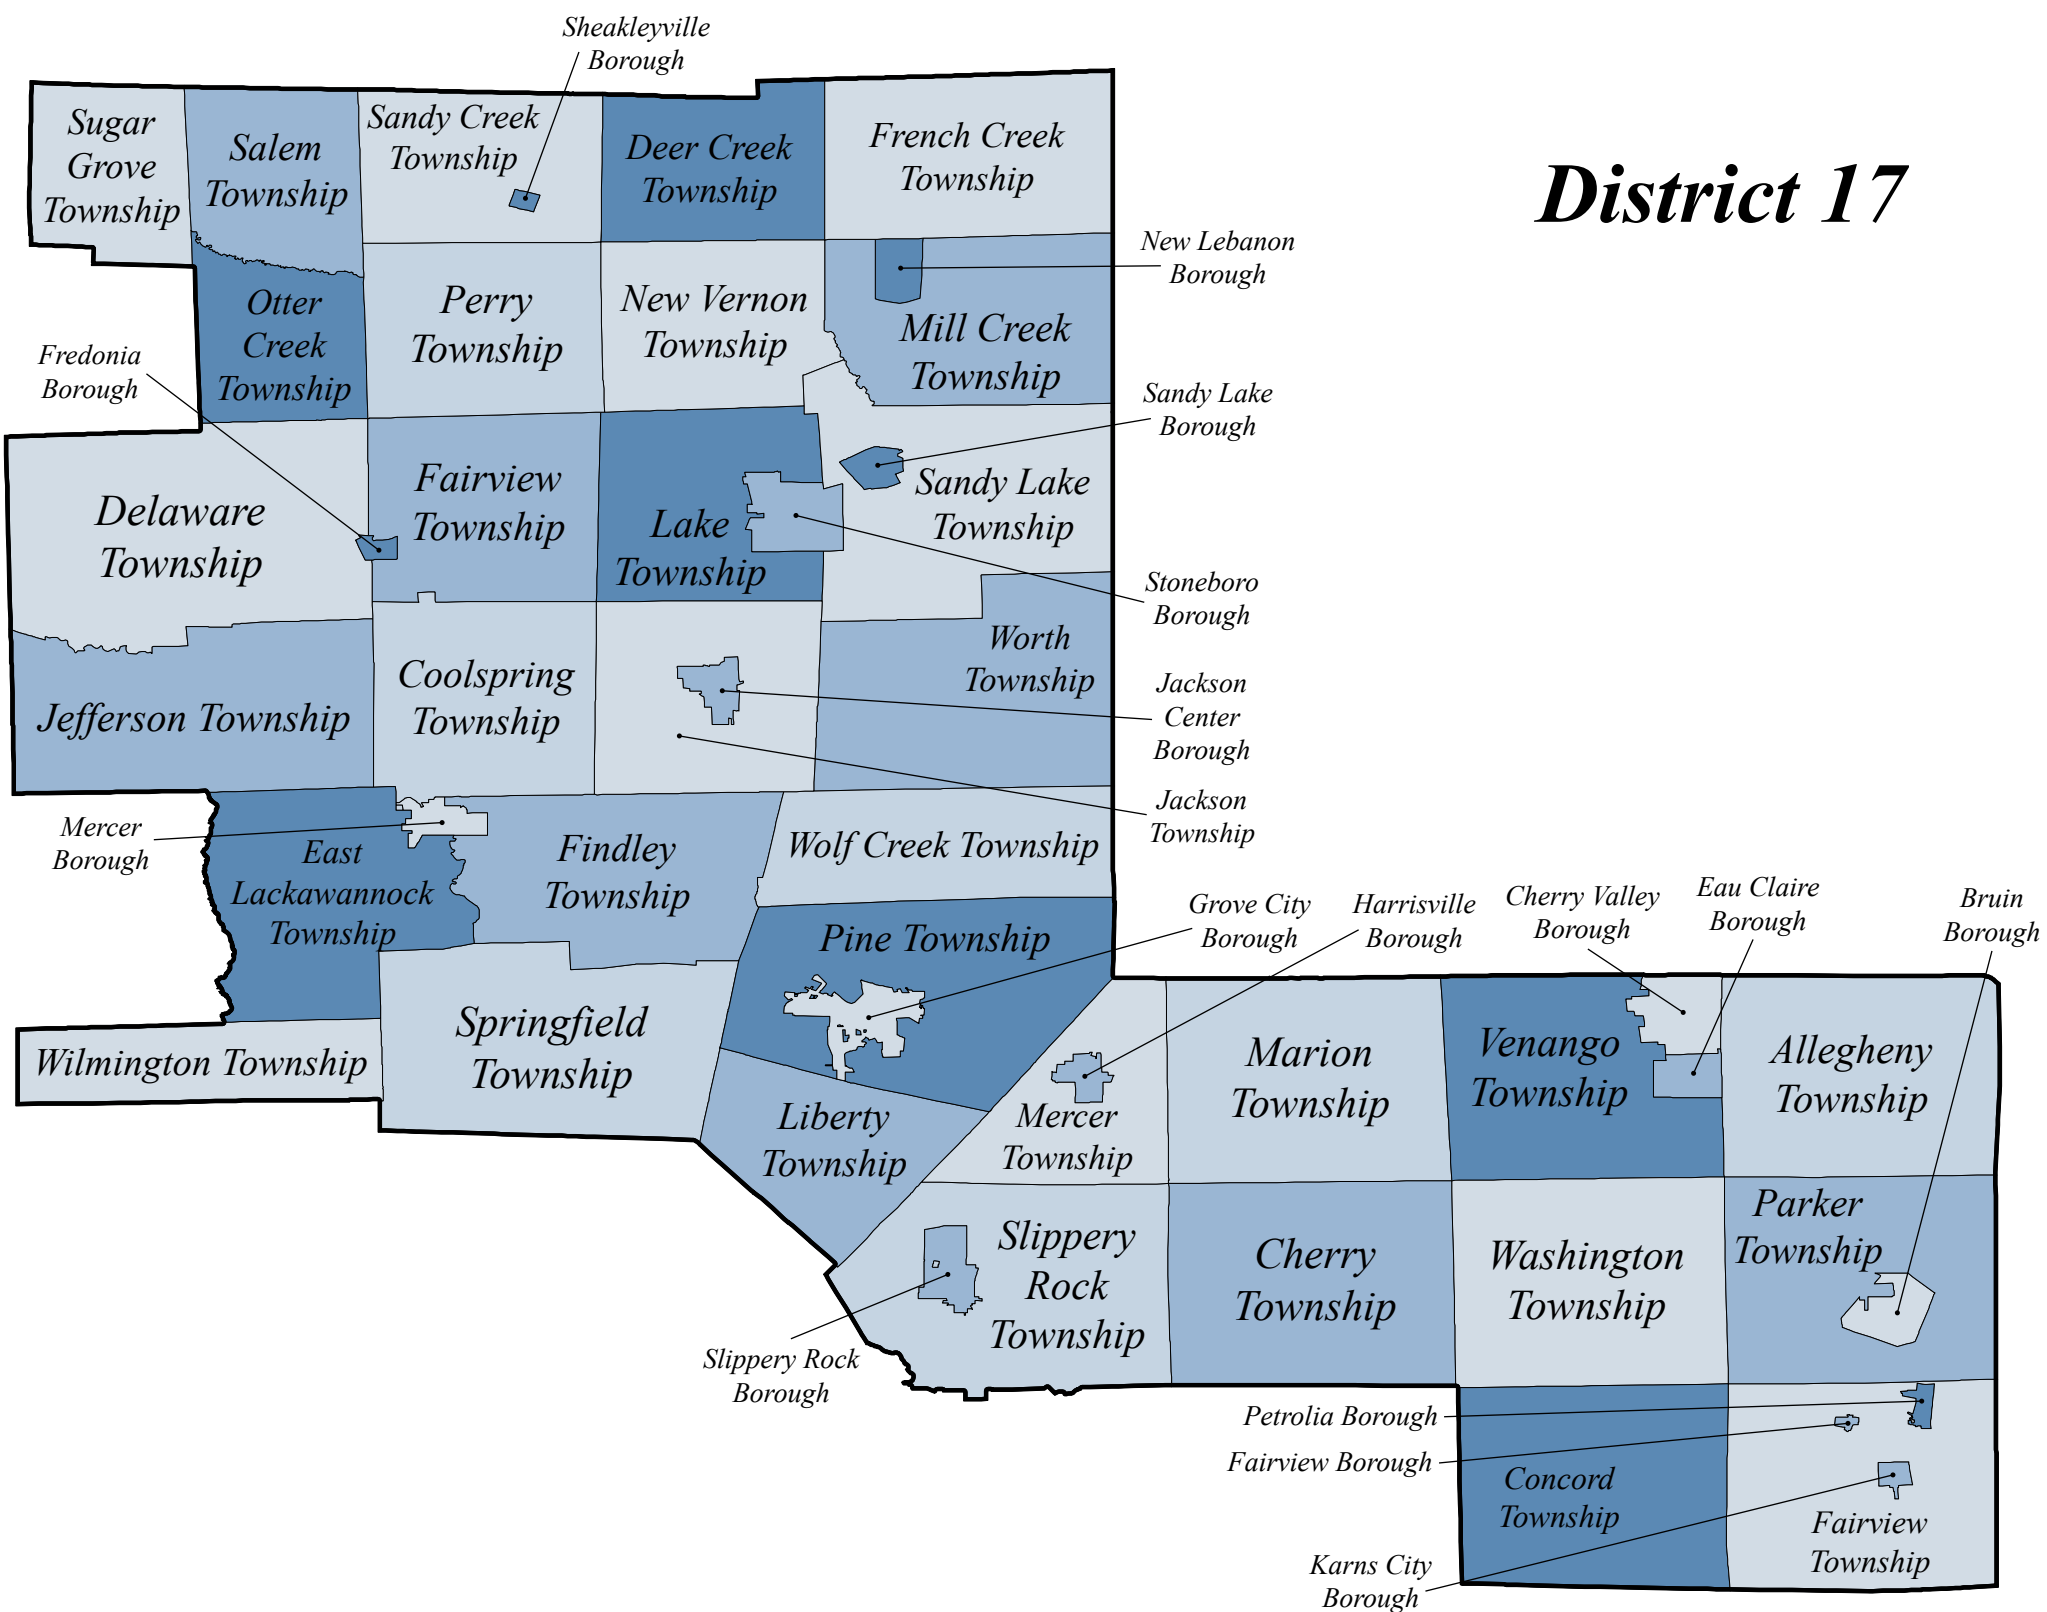 Sheakleyville
Borough
Sugar
Grove
Township
Salem
Township
Sandy Creek
Township
Deer Creek
Township
French Creek
Township
District 17
New Lebanon
Borough
Otter
Creek
Township
Perry
Township
New Vernon
Township
Mill Creek
Township
Fredonia
Borough
Sandy Lake
Borough
Delaware
Township
Fairview
Township
Lake
Township
Sandy Lake
Township
Stoneboro
Borough
Jefferson Township
Coolspring
Township
Worth
Township
Jackson
Center
Borough
Jackson
Township
Mercer
Borough
East
Lackawannock
Township
Findley
Township
Wolf Creek Township
Pine Township
Grove City
Borough
Harrisville
Borough
Cherry Valley
Borough
Eau Claire
Borough
Bruin
Borough
Wilmington Township
Springfield
Township
Liberty
Township
Mercer
Township
Marion
Township
Venango
Township
Allegheny
Township
Slippery
Rock
Township
Cherry
Township
Washington
Township
Parker
Township
Slippery Rock
Borough
Petrolia Borough
Fairview Borough
Concord
Township
Fairview
Township
Karns City
Borough